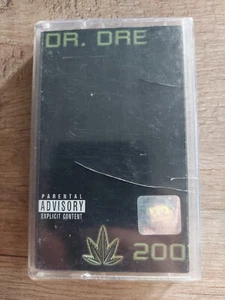 DR. DRE
PARENTAL
ADVISORY
EXPLICIT CONTENT
2001